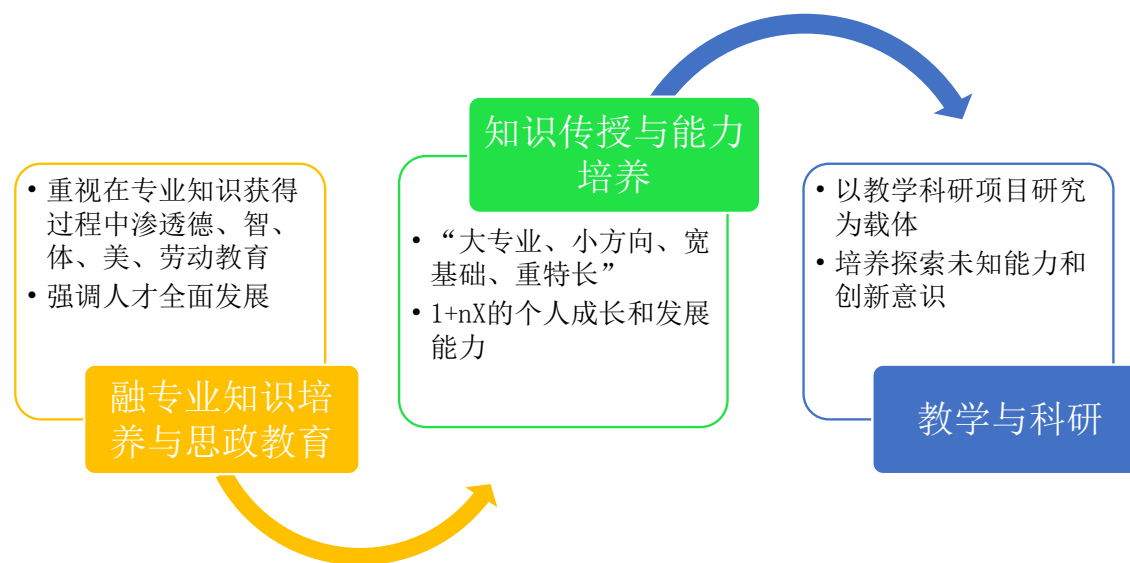 • 重视在专业知识获得
过程中渗透德、智、
体、美、劳动教育
• 强调人才全面发展
融专业知识培
养与思政教育
知识传授与能力
培养
• “大专业、小方向、宽
基础、重特长”
• 1+nX的个人成长和发展
能力
• 以教学科研项目研究
为载体
• 培养探索未知能力和
创新意识
教学与科研